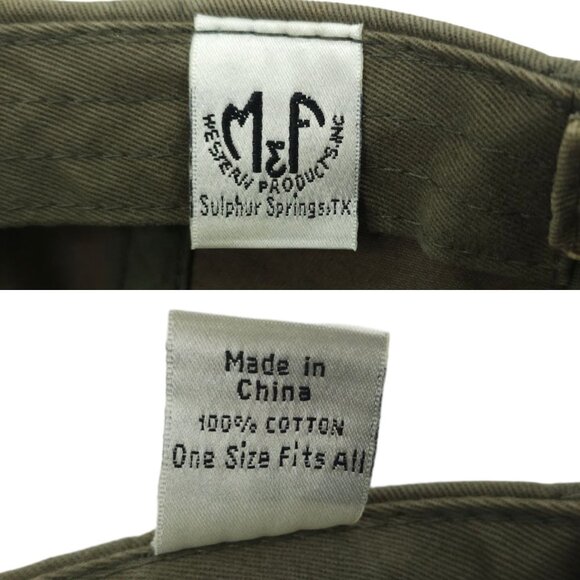 M&F
WESTERN PRODUCTS, INC
Sulphur Springs, TX
Made in
China
100% COTTON
One Size Fits All